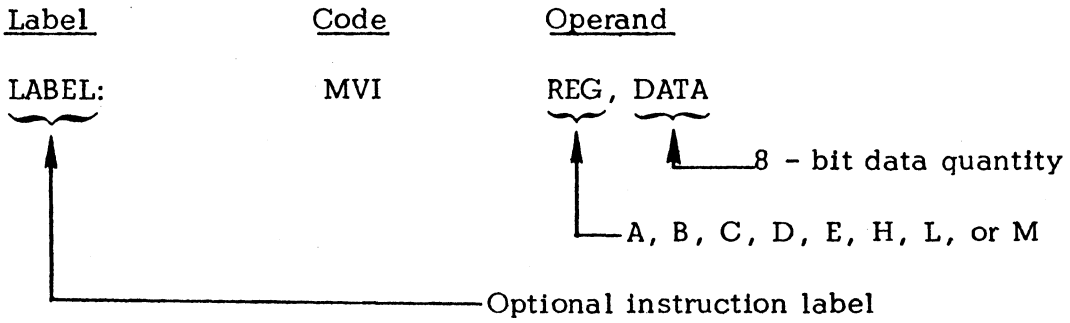 Label Code Operand
LABEL: MVI REG, DATA
8 - bit data quantity
A, B, C, D, E, H, L, or M
Optional instruction label